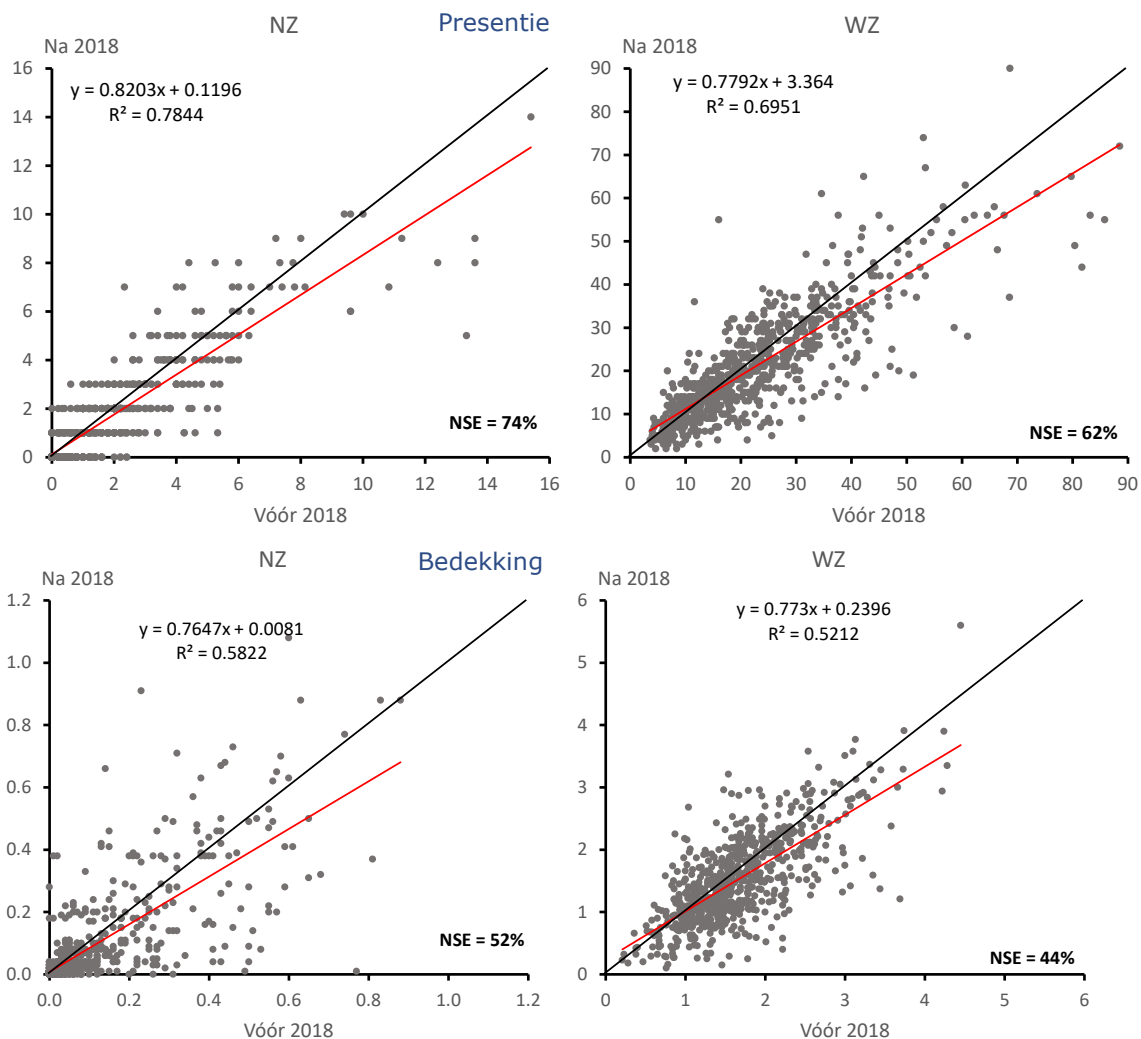 Presentie
NZ
WZ
Na 2018
Na 2018
16
14
12
10
8
6
4
2
0
y = 0.8203x + 0.1196
R² = 0.7844
NSE = 74%
0 2 4 6 8 10 12 14 16
Vóór 2018
90
80
70
60
50
40
30
20
10
0
y = 0.7792x + 3.364
R² = 0.6951
NSE = 62%
0 10 20 30 40 50 60 70 80 90
Vóór 2018
Bedekking
NZ
WZ
Na 2018
Na 2018
1.2
1.0
0.8
0.6
0.4
0.2
0.0
y = 0.7647x + 0.0081
R² = 0.5822
NSE = 52%
0.0 0.2 0.4 0.6 0.8 1.0 1.2
Vóór 2018
6
5
4
3
2
1
0
y = 0.773x + 0.2396
R² = 0.5212
NSE = 44%
0 1 2 3 4 5 6
Vóór 2018